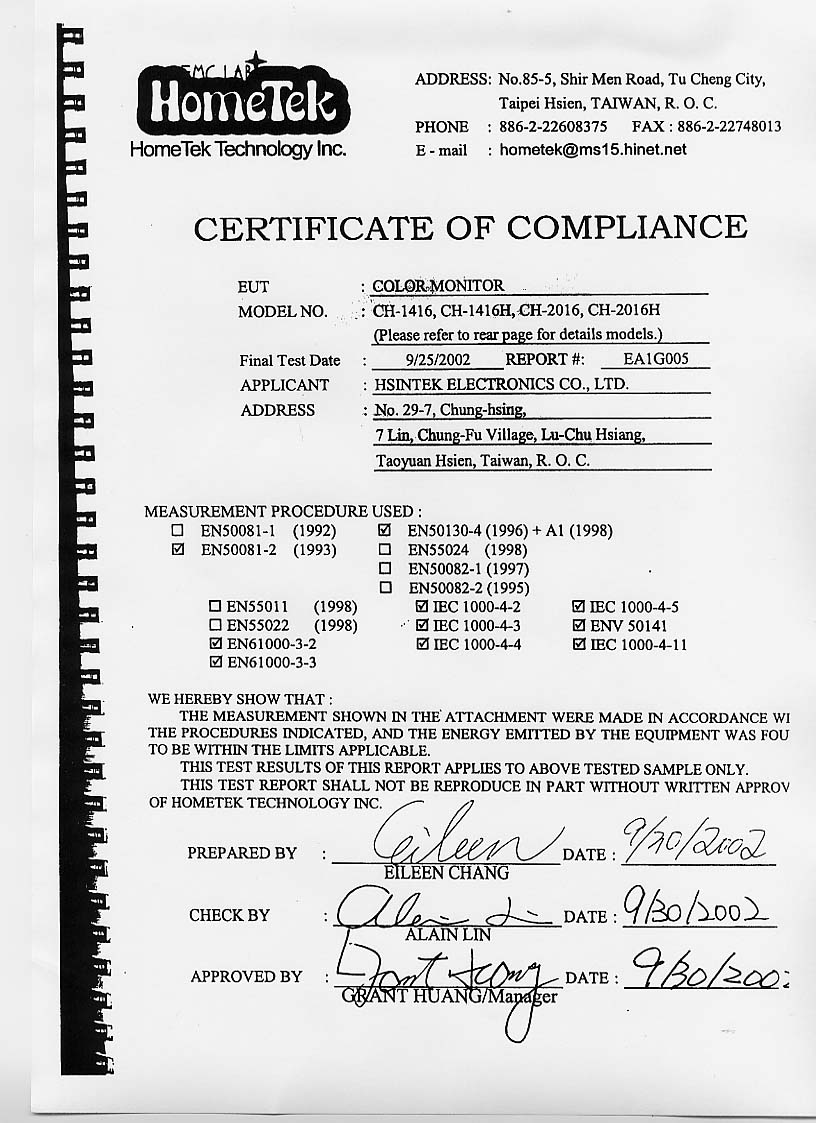 EMC LAB
HomeTek
HomeTek Technology Inc.
ADDRESS: No.85-5, Shir Men Road, Tu Cheng City,
Taipei Hsien, TAIWAN, R. O. C.
PHONE : 886-2-22608375 FAX : 886-2-22748013
E - mail : hometek@ms15.hinet.net
CERTIFICATE OF COMPLIANCE
EUT : COLOR MONITOR
MODEL NO. : CH-1416, CH-1416H, CH-2016, CH-2016H
(Please refer to rear page for details models.)
Final Test Date : 9/25/2002 REPORT #: EA1G005
APPLICANT : HSINTEK ELECTRONICS CO., LTD.
ADDRESS : No. 29-7, Chung-hsing,
7 Lin, Chung-Fu Village, Lu-Chu Hsiang,
Taoyuan Hsien, Taiwan, R. O. C.
MEASUREMENT PROCEDURE USED :
☐ EN50081-1 (1992) ☑ EN50130-4 (1996) + A1 (1998)
☑ EN50081-2 (1993) ☐ EN55024 (1998)
☐ EN50082-1 (1997)
☐ EN50082-2 (1995)
☐ EN55011 (1998) ☑ IEC 1000-4-2 ☑ IEC 1000-4-5
☐ EN55022 (1998) ☑ IEC 1000-4-3 ☑ ENV 50141
☑ EN61000-3-2 ☑ IEC 1000-4-4 ☑ IEC 1000-4-11
☑ EN61000-3-3
WE HEREBY SHOW THAT :
THE MEASUREMENT SHOWN IN THE ATTACHMENT WERE MADE IN ACCORDANCE WI
THE PROCEDURES INDICATED, AND THE ENERGY EMITTED BY THE EQUIPMENT WAS FOU
TO BE WITHIN THE LIMITS APPLICABLE.
THIS TEST RESULTS OF THIS REPORT APPLIES TO ABOVE TESTED SAMPLE ONLY.
THIS TEST REPORT SHALL NOT BE REPRODUCE IN PART WITHOUT WRITTEN APPROV
OF HOMETEK TECHNOLOGY INC.
PREPARED BY : Eileen DATE : 9/30/2002
EILEEN CHANG
CHECK BY : Alain Lin DATE : 9/30/2002
ALAIN LIN
APPROVED BY : Grant Huang DATE : 9/30/2002
GRANT HUANG/Manager